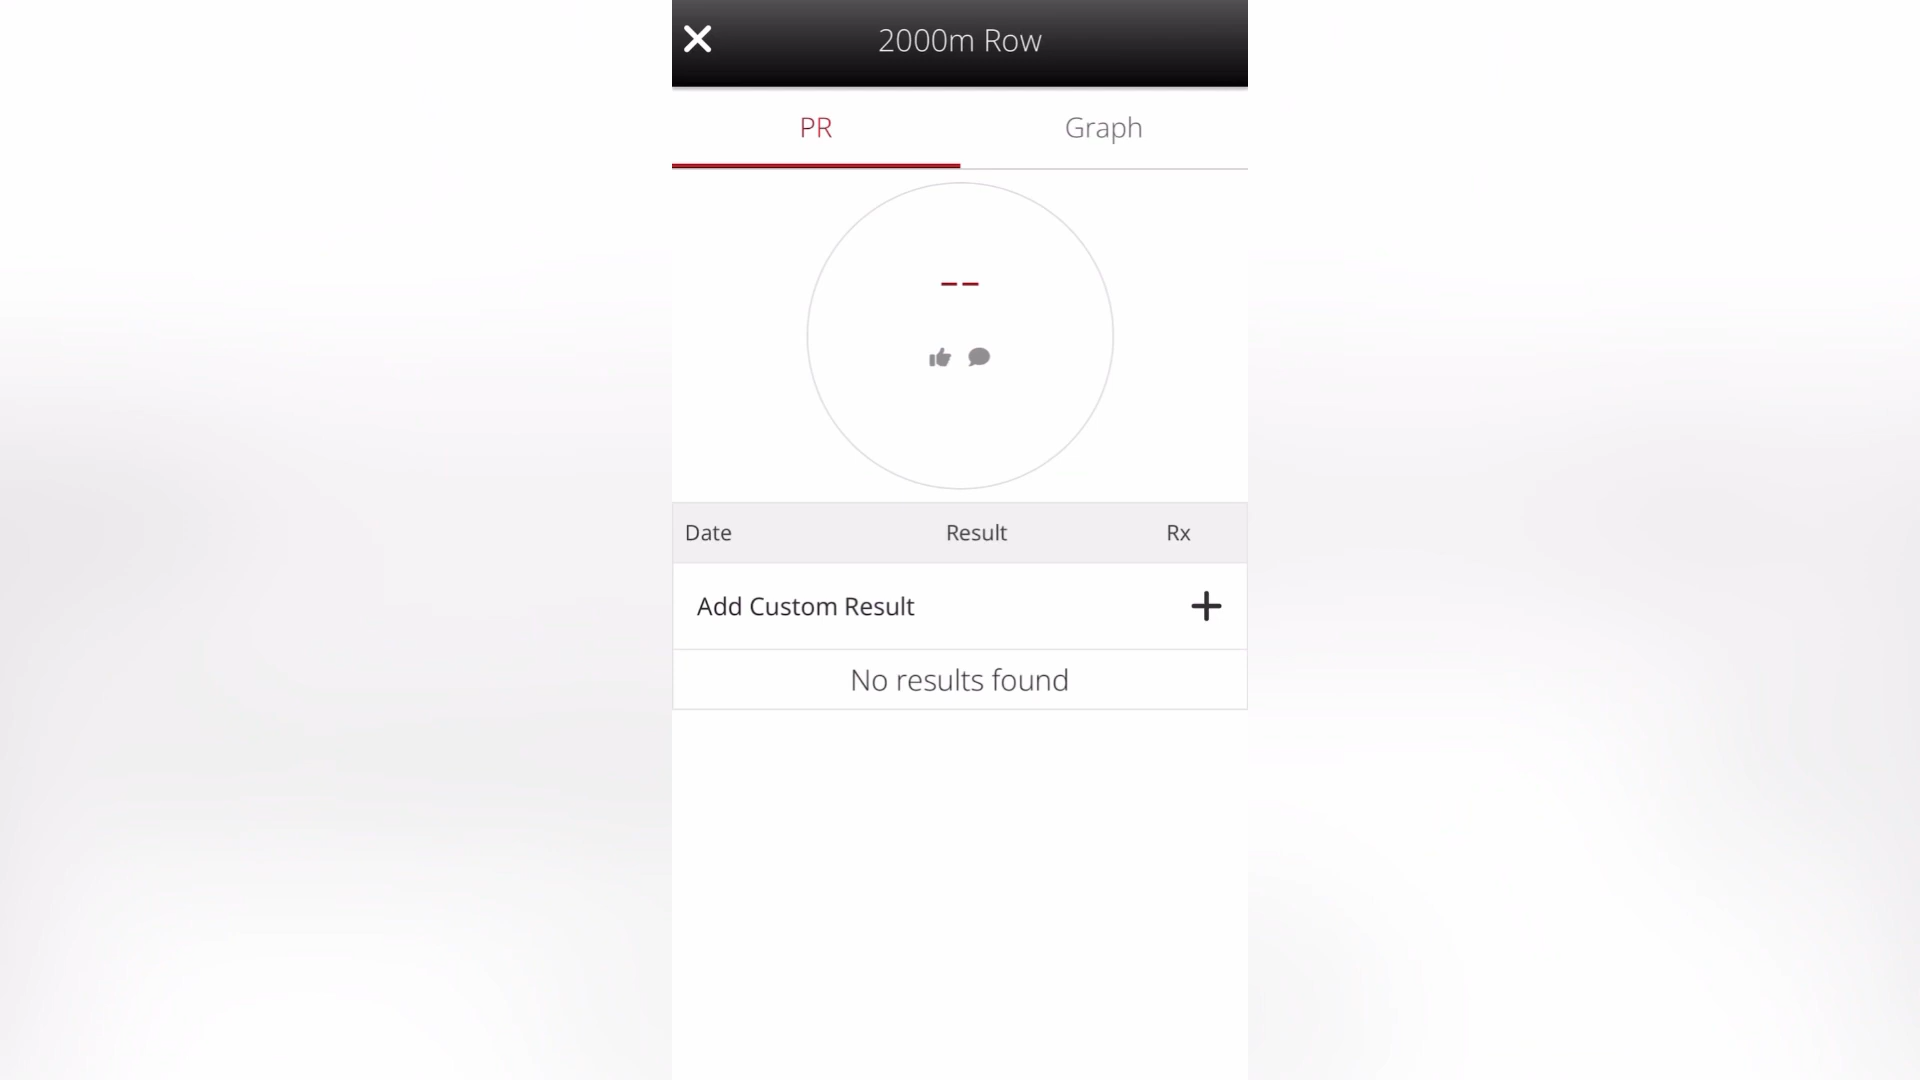 2000m Row
PR
Graph
--
Date
Result
Rx
Add Custom Result
No results found